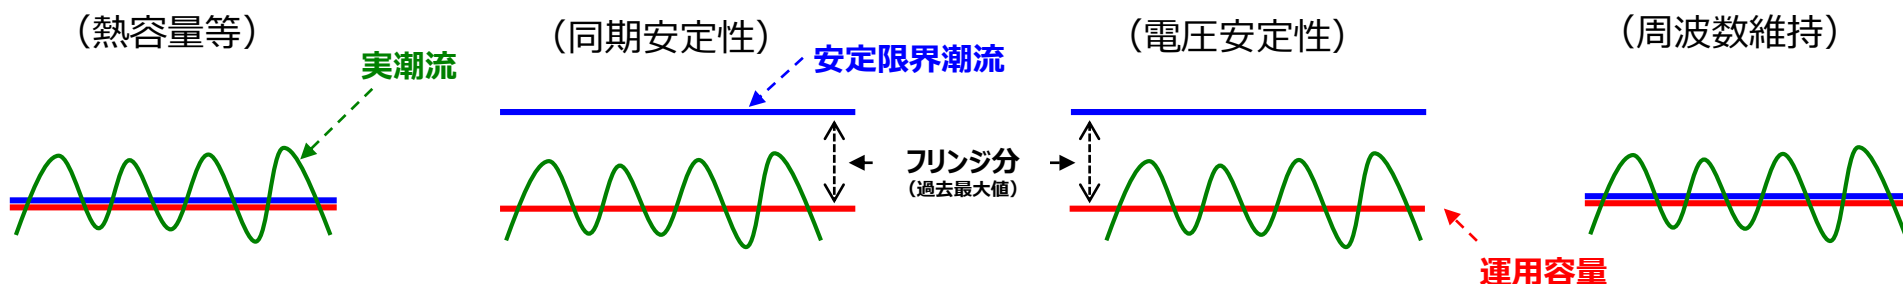 （熱容量等）
実潮流
（同期安定性）
安定限界潮流
フリンジ分
（過去最大値）
（電圧安定性）
運用容量
（周波数維持）